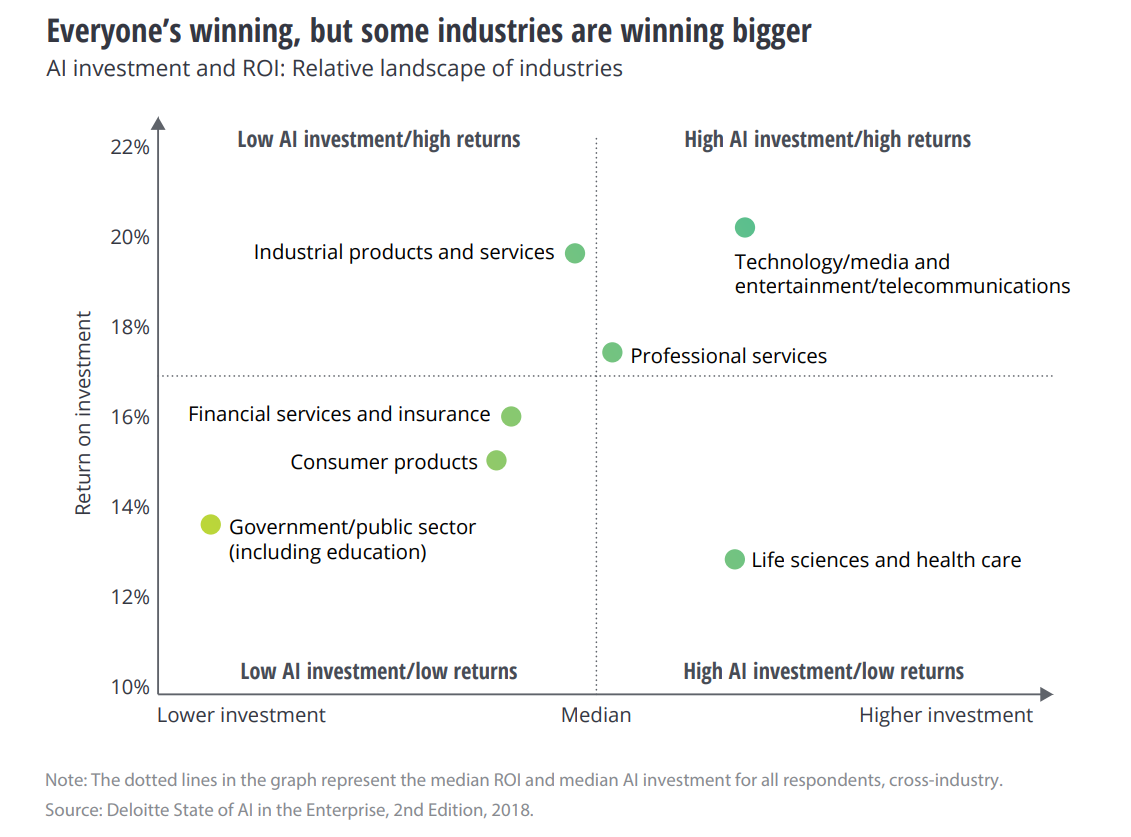 Everyone’s winning, but some industries are winning bigger
AI investment and ROI: Relative landscape of industries
Low AI investment/high returns
High AI investment/high returns
22%
20%
18%
16%
14%
12%
10%
Return on investment
Industrial products and services
Technology/media and
entertainment/telecommunications
Professional services
Financial services and insurance
Consumer products
Government/public sector
(including education)
Life sciences and health care
Low AI investment/low returns
High AI investment/low returns
Lower investment
Median
Higher investment
Note: The dotted lines in the graph represent the median ROI and median AI investment for all respondents, cross-industry.
Source: Deloitte State of AI in the Enterprise, 2nd Edition, 2018.